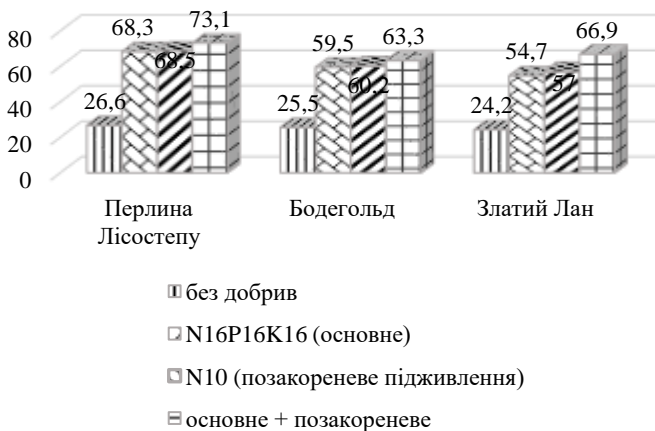 73,1
68,3
66,9
80
63,3
59,5
54,7
68,5
60
60,2
57
40
26,6
25,5
24,2
20
0
Перлина Лісостепу
Бодегольд
Златий Лан
без добрив
N16P16K16 (основне)
N10 (позакореневе підживлення)
основне + позакореневе